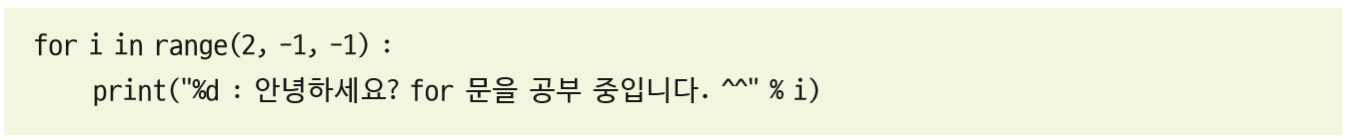 for i in range(2, -1, -1) :
    print("%d : 안녕하세요? for 문을 공부 중입니다. ^^" % i)